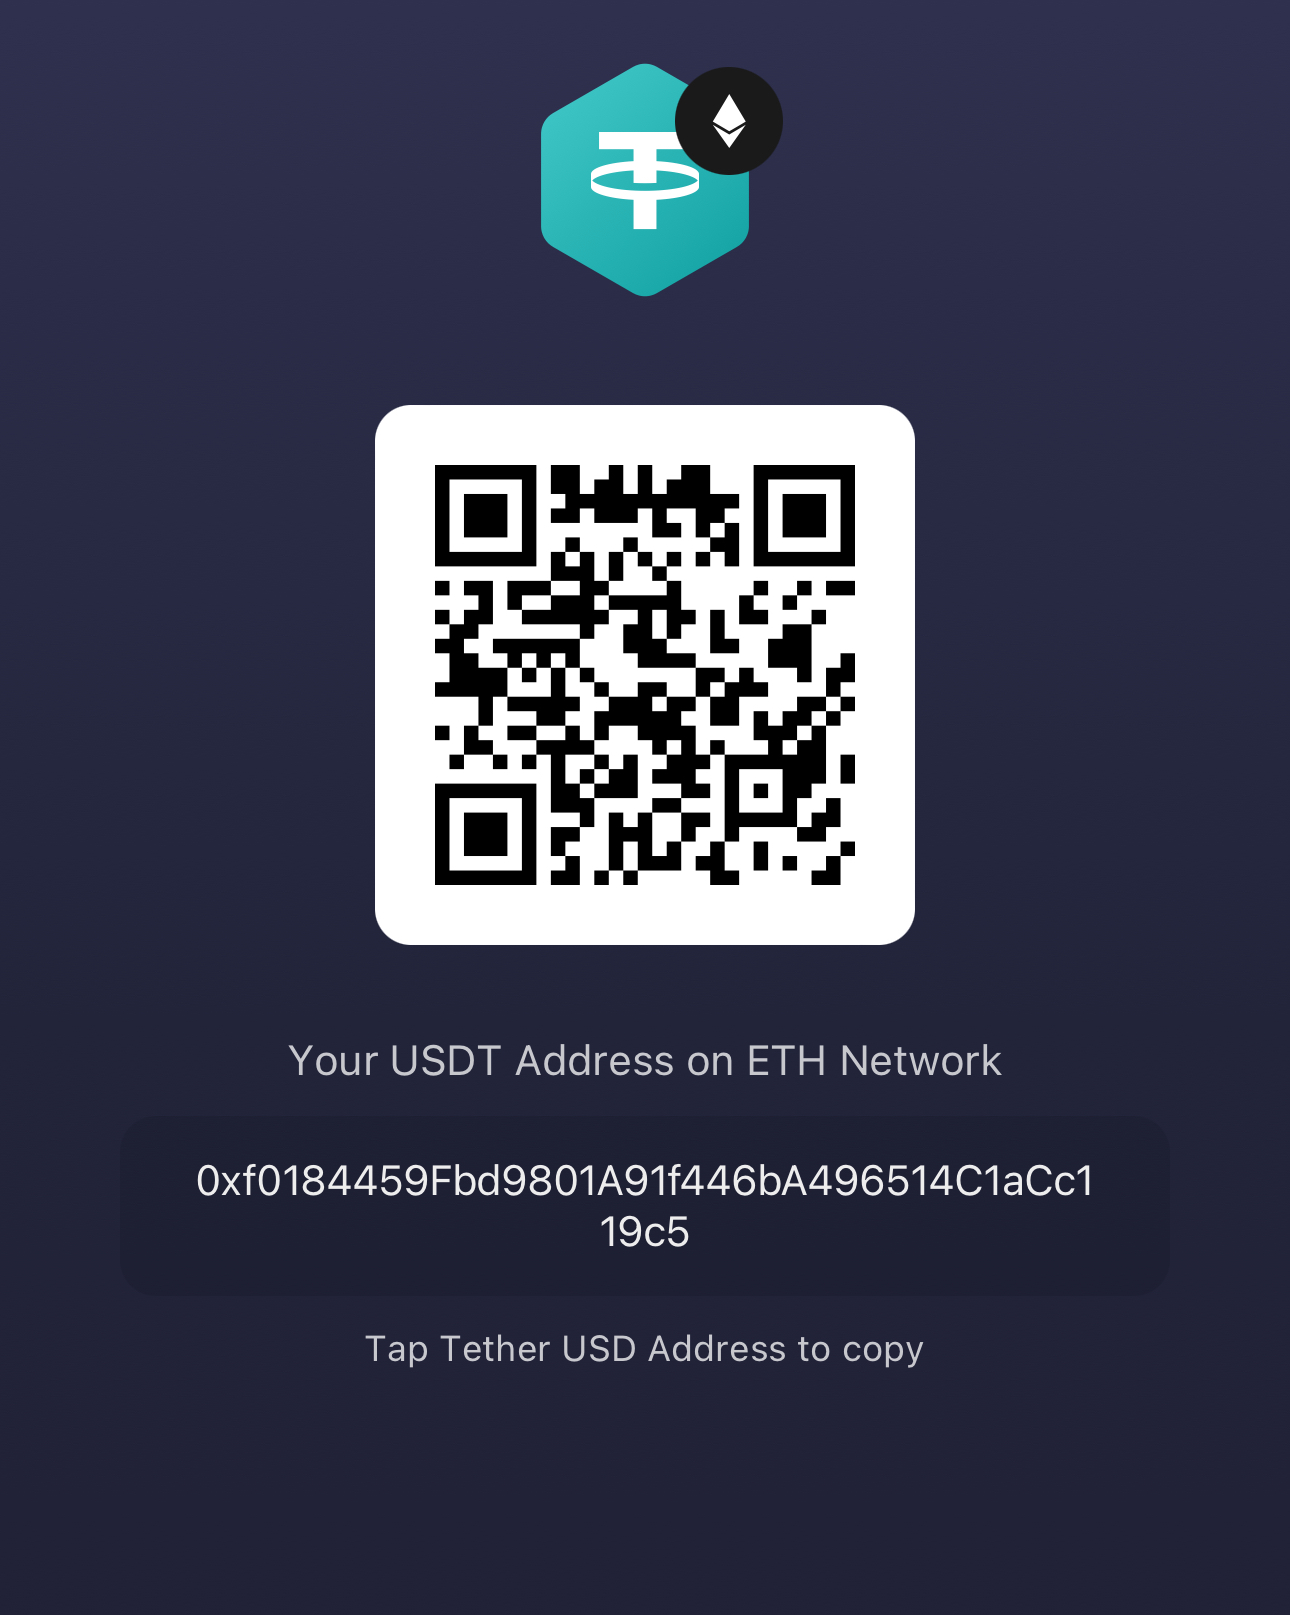 Your USDT Address on ETH Network
0xf0184459Fbd9801A91f446bA496514C1aCc1
19c5
Tap Tether USD Address to copy